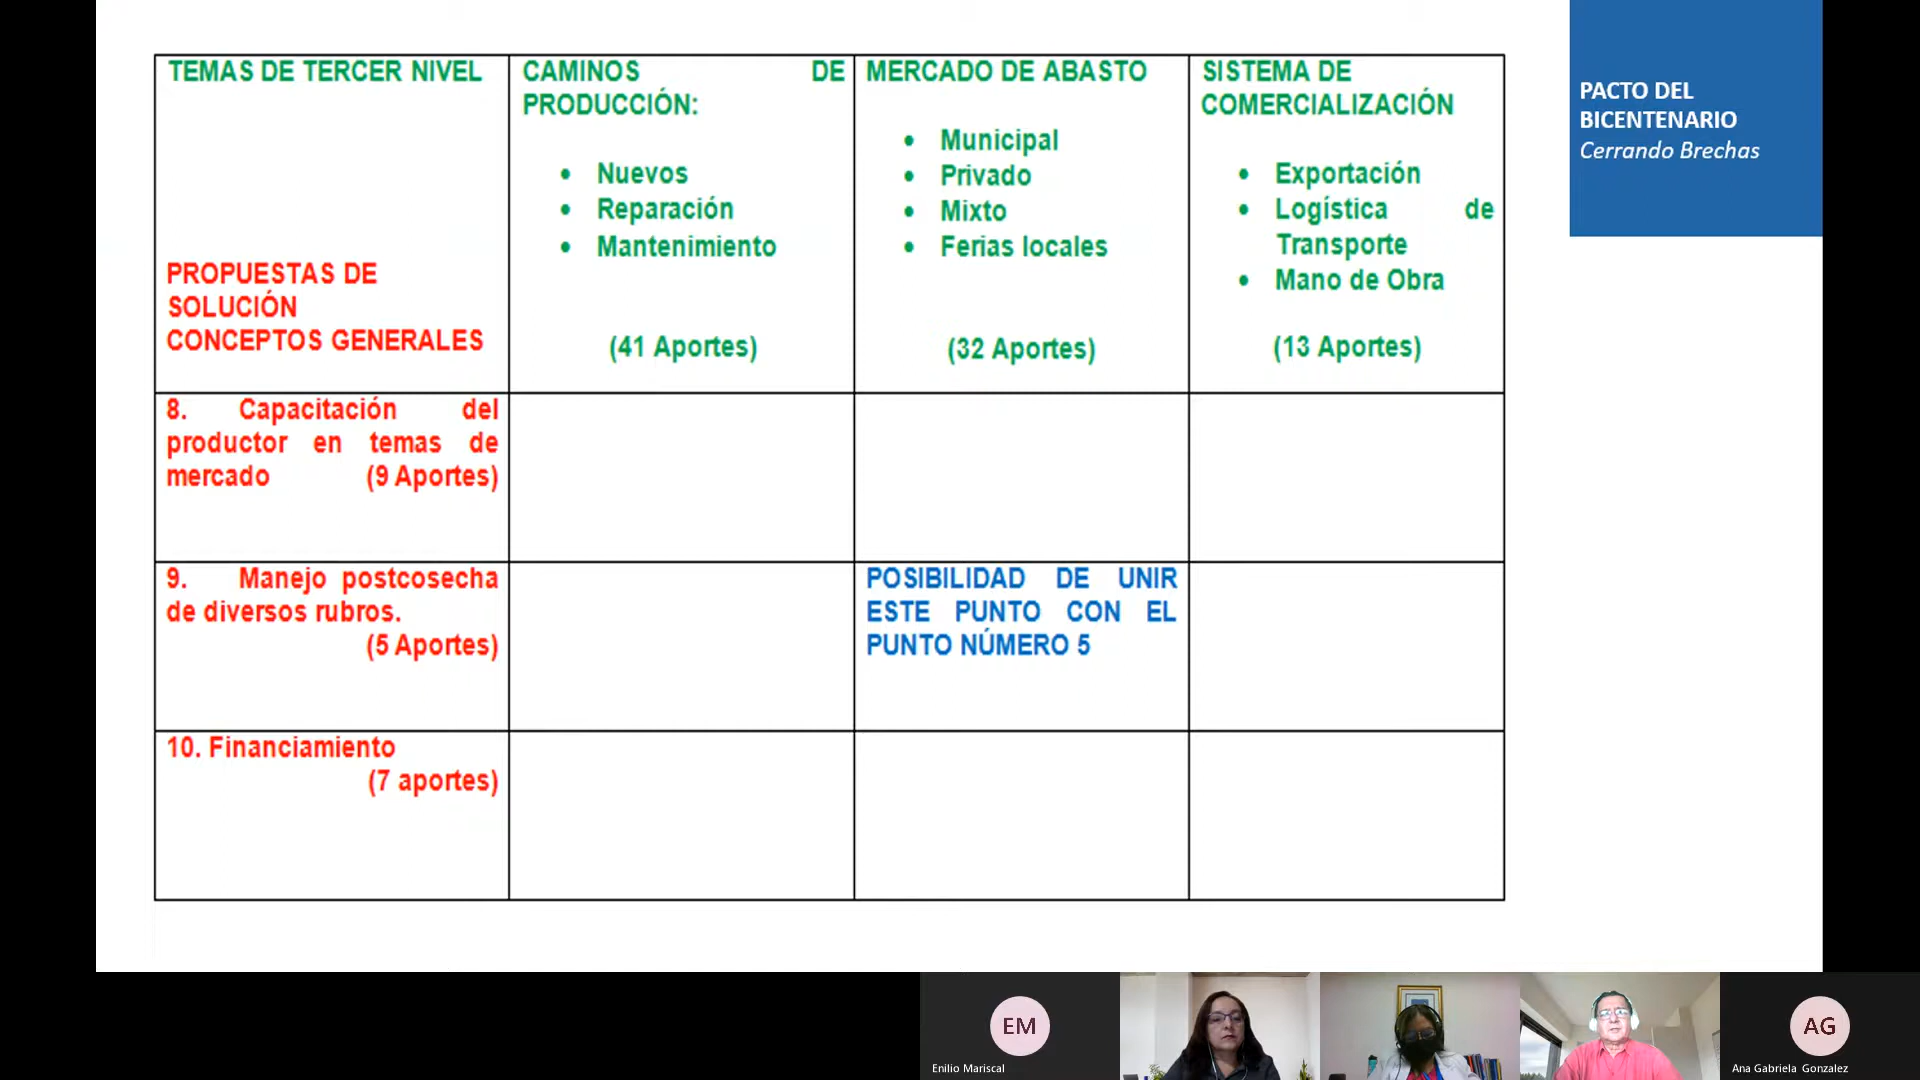 TEMAS DE TERCER NIVEL
PROPUESTAS DE
SOLUCIÓN
CONCEPTOS GENERALES
CAMINOS DE
PRODUCCIÓN:
• Nuevos
• Reparación
• Mantenimiento
(41 Aportes)
MERCADO DE ABASTO
• Municipal
• Privado
• Mixto
• Ferias locales
(32 Aportes)
SISTEMA DE
COMERCIALIZACIÓN
• Exportación
• Logística de
Transporte
• Mano de Obra
(13 Aportes)
8. Capacitación del
productor en temas de
mercado (9 Aportes)
9. Manejo postcosecha
de diversos rubros.
(5 Aportes)
POSIBILIDAD DE UNIR
ESTE PUNTO CON EL
PUNTO NÚMERO 5
10. Financiamiento
(7 aportes)
PACTO DEL
BICENTENARIO
Cerrando Brechas
EM
Enilio Mariscal
AG
Ana Gabriela Gonzalez